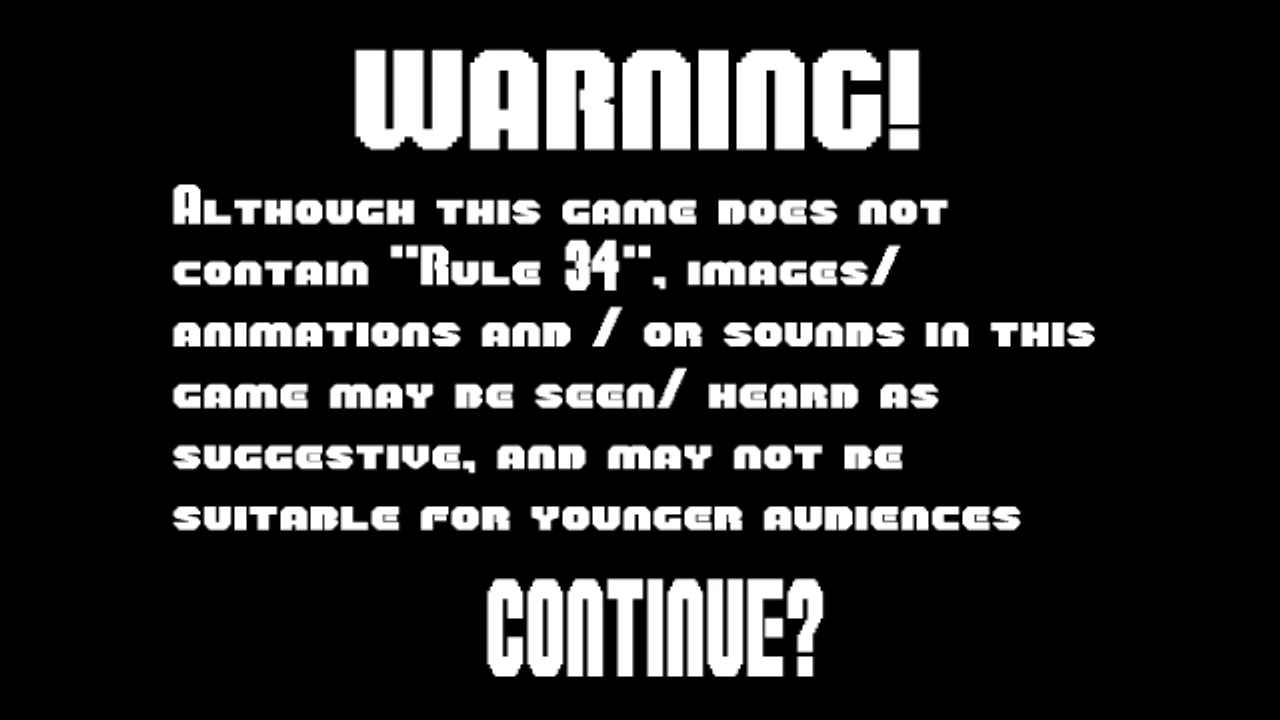 WARNING!
Although this game does not
contain "Rule 34", images/
animations and / or sounds in this
game may be seen/ heard as
suggestive, and may not be
suitable for younger audiences
CONTINUE?